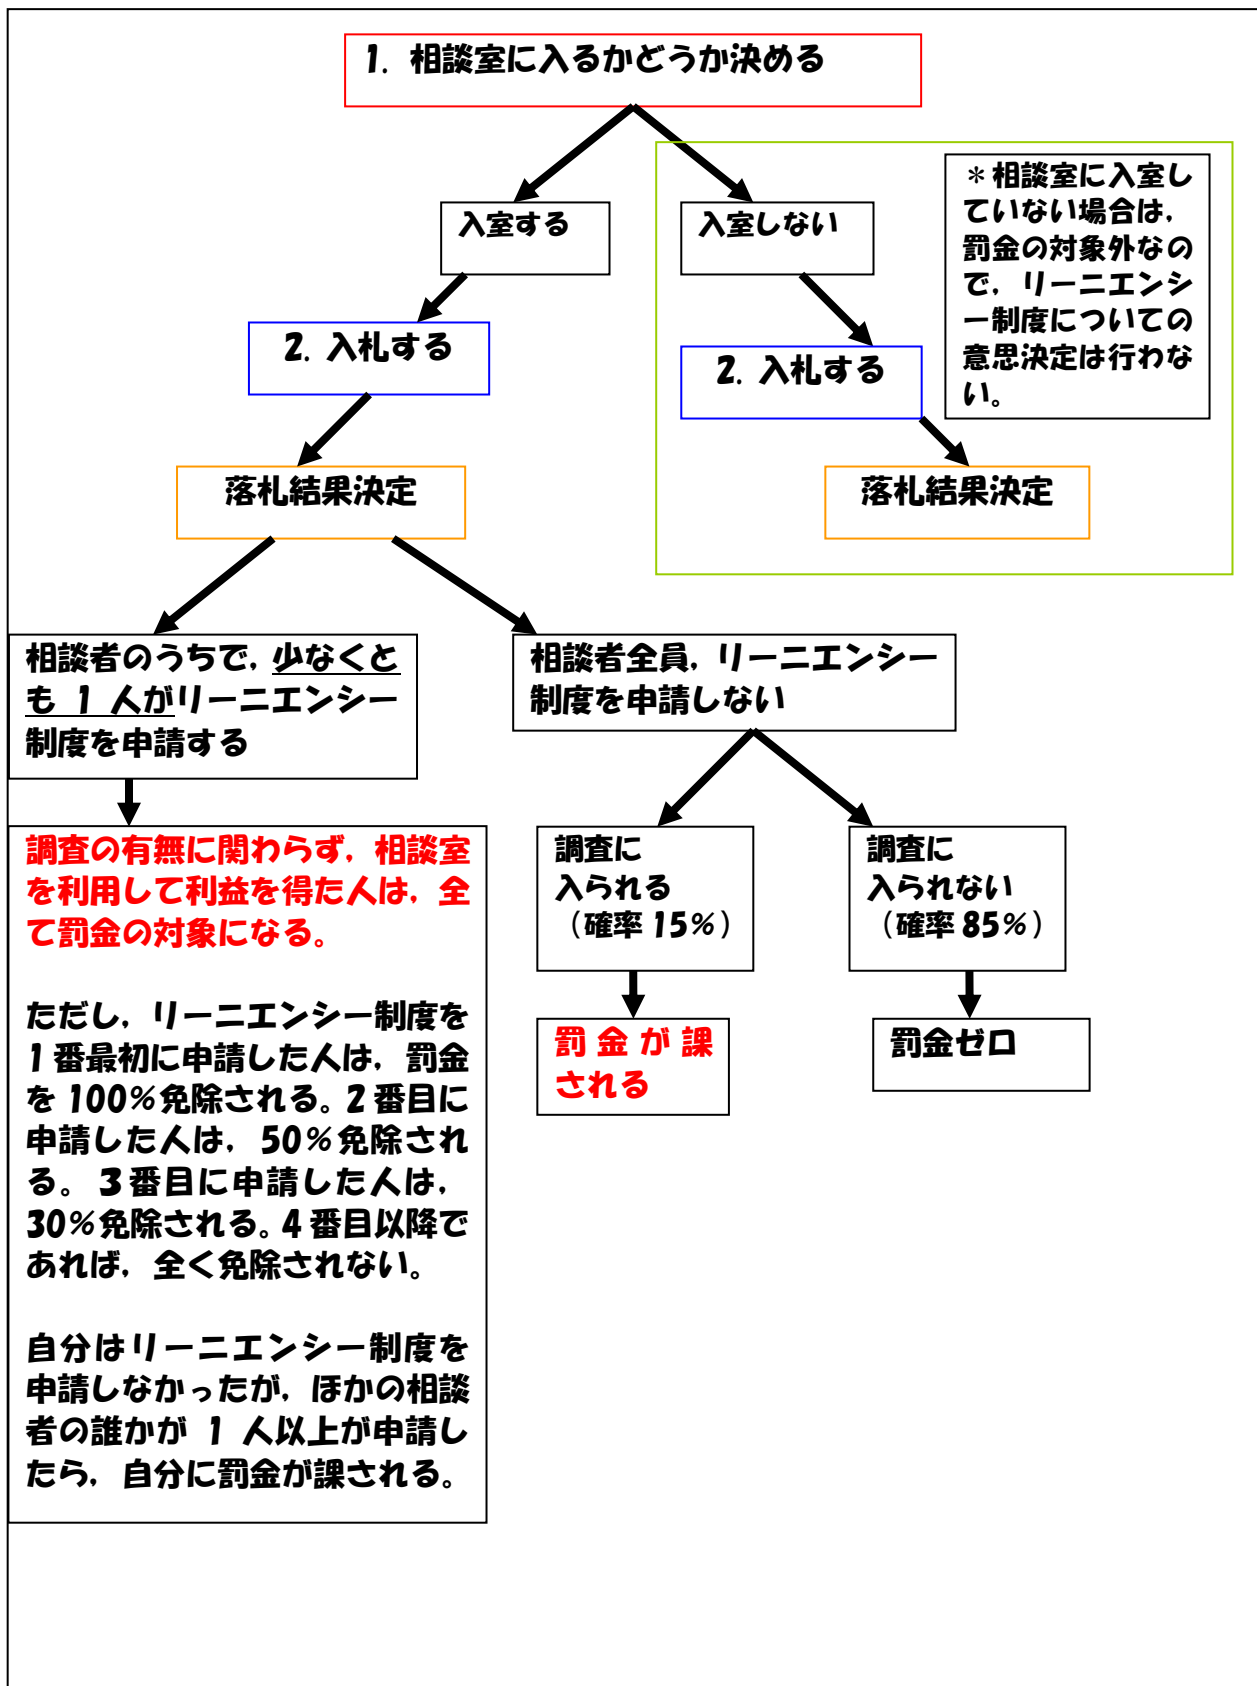 1. 相談室に入るかどうか決める
入室する
入室しない
＊相談室に入室し
ていない場合は，
罰金の対象外なの
で，リーニエンシ
ー制度についての
意思決定は行わな
い。
2. 入札する
2. 入札する
落札結果決定
落札結果決定
相談者のうちで，少なくと
も 1 人がリーニエンシー
制度を申請する
相談者全員，リーニエンシー
制度を申請しない
調査の有無に関わらず，相談室
を利用して利益を得た人は，全
て罰金の対象になる。
ただし，リーニエンシー制度を
1 番最初に申請した人は，罰金
を 100％免除される。2 番目に
申請した人は，50％免除され
る。3 番目に申請した人は，
30％免除される。4 番目以降で
あれば，全く免除されない。
自分はリーニエンシー制度を
申請しなかったが，ほかの相談
者の誰かが 1 人以上が申請し
たら，自分に罰金が課される。
調査に
入られる
（確率 15％）
調査に
入られない
（確率 85％）
罰金が課
される
罰金ゼロ